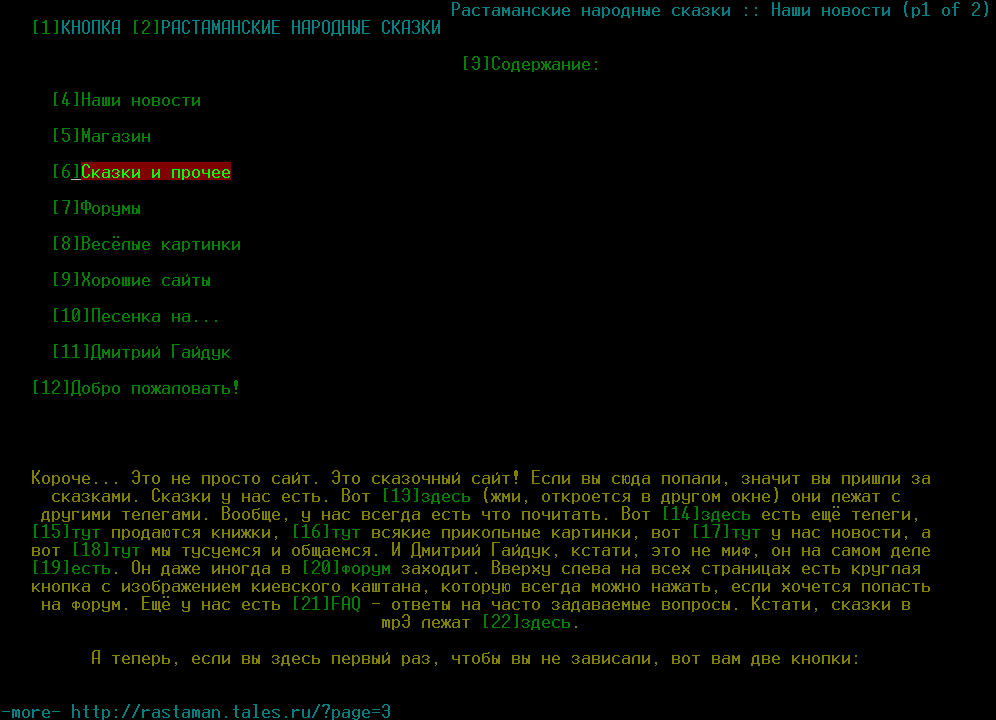 Растаманские народные сказки :: Наши новости (p1 of 2)
[1]КНОПКА [2]РАСТАМАНСКИЕ НАРОДНЫЕ СКАЗКИ
[3]Содержание:
[4]Наши новости
[5]Магазин
[6]Сказки и прочее
[7]Форумы
[8]Весёлые картинки
[9]Хорошие сайты
[10]Песенка на...
[11]Дмитрий Гайдук
[12]Добро пожаловать!
Короче... Это не просто сайт. Это сказочный сайт! Если вы сюда попали, значит вы пришли за
сказками. Сказки у нас есть. Вот [13]здесь (жми, откроется в другом окне) они лежат с
другими телегами. Вообще, у нас всегда есть что почитать. Вот [14]здесь есть ещё телеги,
[15]тут продаются книжки, [16]тут всякие прикольные картинки, вот [17]тут у нас новости, а
вот [18]тут мы тусуемся и общаемся. И Дмитрий Гайдук, кстати, это не миф, он на самом деле
[19]есть. Он даже иногда в [20]форум заходит. Вверху слева на всех страницах есть круглая
кнопка с изображением киевского каштана, которую всегда можно нажать, если хочется попасть
на форум. Ещё у нас есть [21]FAQ - ответы на часто задаваемые вопросы. Кстати, сказки в
mp3 лежат [22]здесь.
А теперь, если вы здесь первый раз, чтобы вы не зависали, вот вам две кнопки:
-more- http://rastaman.tales.ru/?page=3